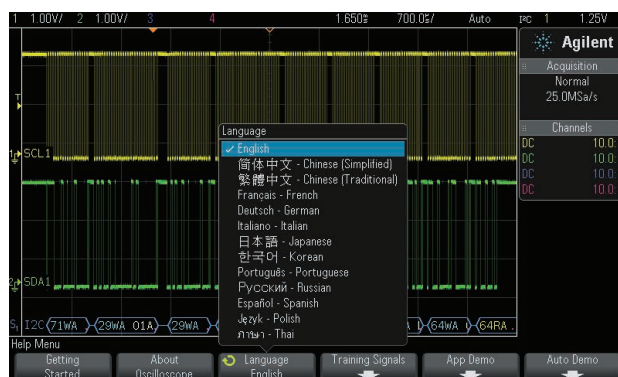 1 1.00V/ 2 1.00V/ 3 4 1.650s 700.0s/ Auto I²C 1 1.25V
Agilent
Acquisition
Normal
25.0MSa/s
Channels
DC 10.0:
DC 10.0:
DC 10.0:
DC 10.0:
T
1 SCL1
2 SDA1
Language
✓ English
简体中文 - Chinese (Simplified)
繁體中文 - Chinese (Traditional)
Français - French
Deutsch - German
Italiano - Italian
日本語 - Japanese
한국어 - Korean
Português - Portuguese
Русский - Russian
Español - Spanish
Język - Polish
ภาษา - Thai
S₁ I2C 71WA 29WA 01A 29WA 64WA 64RA
Help Menu
Getting Started
About Oscilloscope
Language English
Training Signals
App Demo
Auto Demo